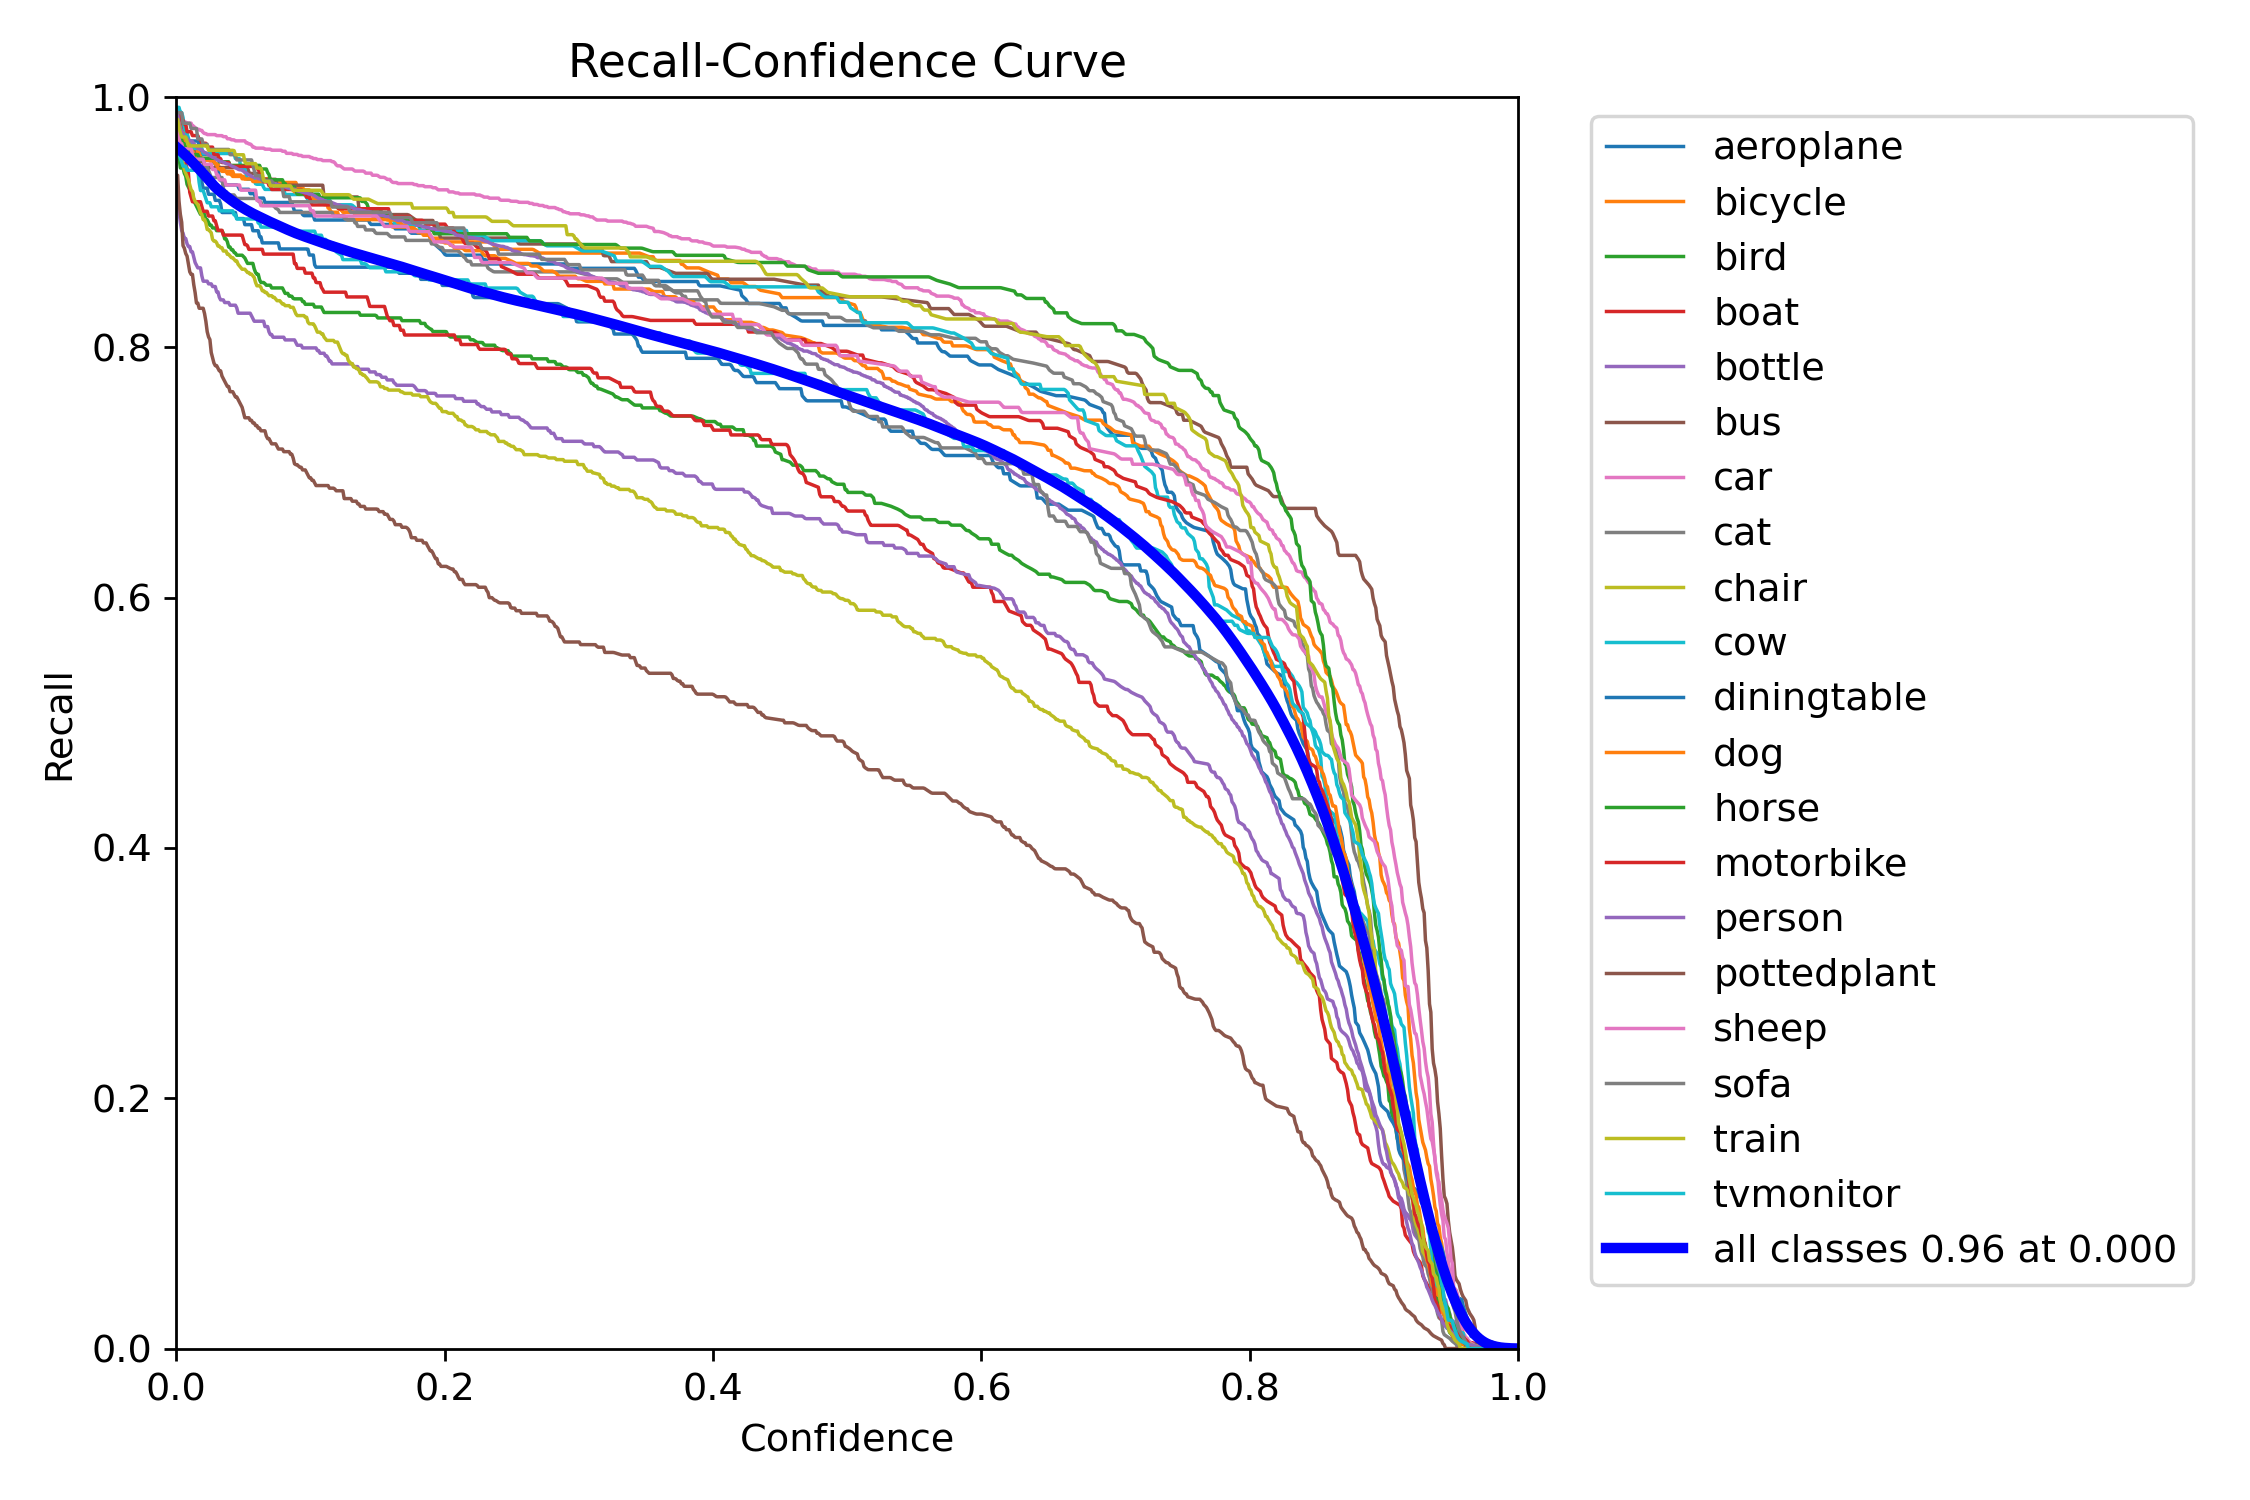 Recall-Confidence Curve
1.0
0.8
0.6
0.4
0.2
0.0
Recall
0.0 0.2 0.4 0.6 0.8 1.0
Confidence
aeroplane
bicycle
bird
boat
bottle
bus
car
cat
chair
cow
diningtable
dog
horse
motorbike
person
pottedplant
sheep
sofa
train
tvmonitor
all classes 0.96 at 0.000